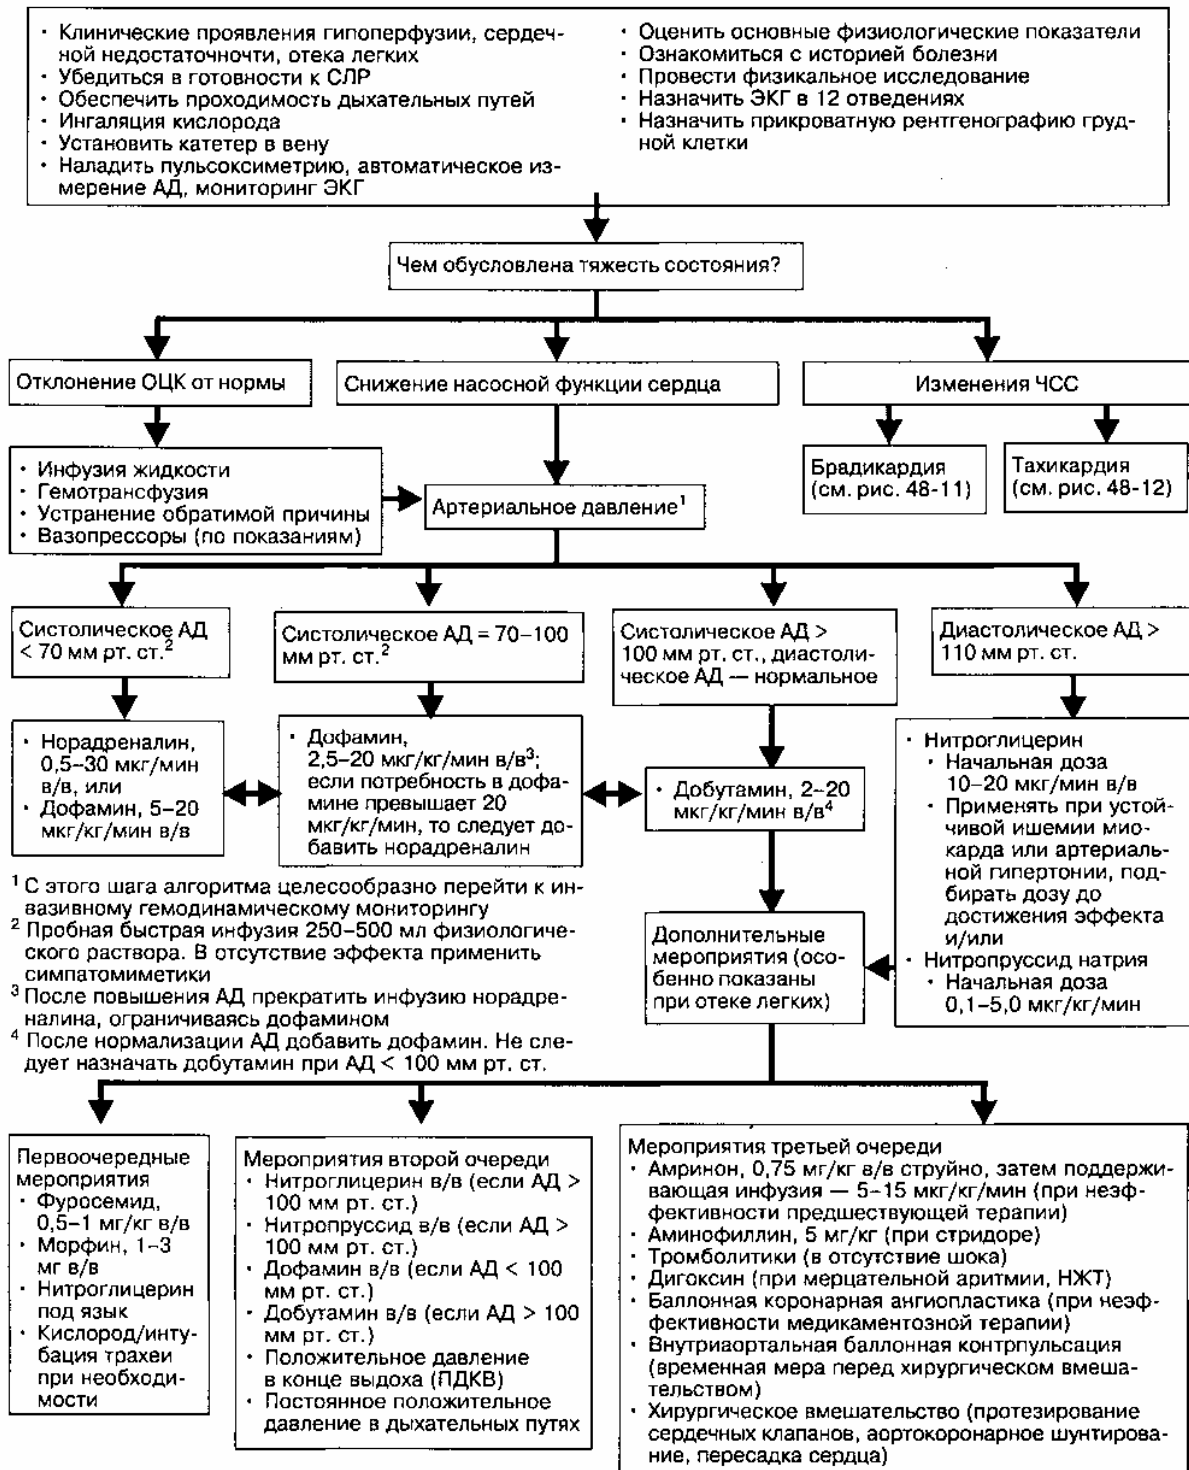 • Клинические проявления гипоперфузии, сердеч-
ной недостаточночти, отека легких
• Убедиться в готовности к СЛР
• Обеспечить проходимость дыхательных путей
• Ингаляция кислорода
• Установить катетер в вену
• Наладить пульсоксиметрию, автоматическое из-
мерение АД, мониторинг ЭКГ
• Оценить основные физиологические показатели
• Ознакомиться с историей болезни
• Провести физикальное исследование
• Назначить ЭКГ в 12 отведениях
• Назначить прикроватную рентгенографию груд-
ной клетки
Чем обусловлена тяжесть состояния?
Отклонение ОЦК от нормы
Снижение насосной функции сердца
Изменения ЧСС
• Инфузия жидкости
• Гемотрансфузия
• Устранение обратимой причины
• Вазопрессоры (по показаниям)
Артериальное давление¹
Брадикардия
(см. рис. 48-11)
Тахикардия
(см. рис. 48-12)
Систолическое АД
< 70 мм рт. ст.²
Систолическое АД = 70–100
мм рт. ст.²
Систолическое АД >
100 мм рт. ст., диастоли-
ческое АД — нормальное
Диастолическое АД >
110 мм рт. ст.
• Норадреналин,
0,5–30 мкг/мин
в/в, или
• Дофамин, 5–20
мкг/кг/мин в/в
• Дофамин,
2,5–20 мкг/кг/мин в/в³;
если потребность в дофа-
мине превышает 20
мкг/кг/мин, то следует до-
бавить норадреналин
• Добутамин, 2–20
мкг/кг/мин в/в⁴
• Нитроглицерин
• Начальная доза
10–20 мкг/мин в/в
• Применять при устой-
чивой ишемии мио-
карда или артериаль-
ной гипертонии, под-
бирать дозу до
достижения эффекта
и/или
• Нитропруссид натрия
• Начальная доза
0,1–5,0 мкг/кг/мин
¹ С этого шага алгоритма целесообразно перейти к ин-
вазивному гемодинамическому мониторингу
² Пробная быстрая инфузия 250–500 мл физиологиче-
ского раствора. В отсутствие эффекта применить
симпатомиметики
³ После повышения АД прекратить инфузию норадре-
налина, ограничиваясь дофамином
⁴ После нормализации АД добавить дофамин. Не сле-
дует назначать добутамин при АД < 100 мм рт. ст.
Дополнительные
мероприятия (осо-
бенно показаны
при отеке легких)
Первоочередные
мероприятия
• Фуросемид,
0,5–1 мг/кг в/в
• Морфин, 1–3
мг в/в
• Нитроглицерин
под язык
• Кислород/инту-
бация трахеи
при необходи-
мости
Мероприятия второй очереди
• Нитроглицерин в/в (если АД >
100 мм рт. ст.)
• Нитропруссид в/в (если АД >
100 мм рт. ст.)
• Дофамин в/в (если АД < 100
мм рт. ст.)
• Добутамин в/в (если АД > 100
мм рт. ст.)
• Положительное давление
в конце выдоха (ПДКВ)
• Постоянное положительное
давление в дыхательных путях
Мероприятия третьей очереди
• Амринон, 0,75 мг/кг в/в струйно, затем поддержи-
вающая инфузия — 5–15 мкг/кг/мин (при неэф-
фективности предшествующей терапии)
• Аминофиллин, 5 мг/кг (при стридоре)
• Тромболитики (в отсутствие шока)
• Дигоксин (при мерцательной аритмии, НЖТ)
• Баллонная коронарная ангиопластика (при неэф-
фективности медикаментозной терапии)
• Внутриаортальная баллонная контрпульсация
(временная мера перед хирургическом вмеша-
тельством)
• Хирургическое вмешательство (протезирование
сердечных клапанов, аортокоронарное шунтирова-
ние, пересадка сердца)